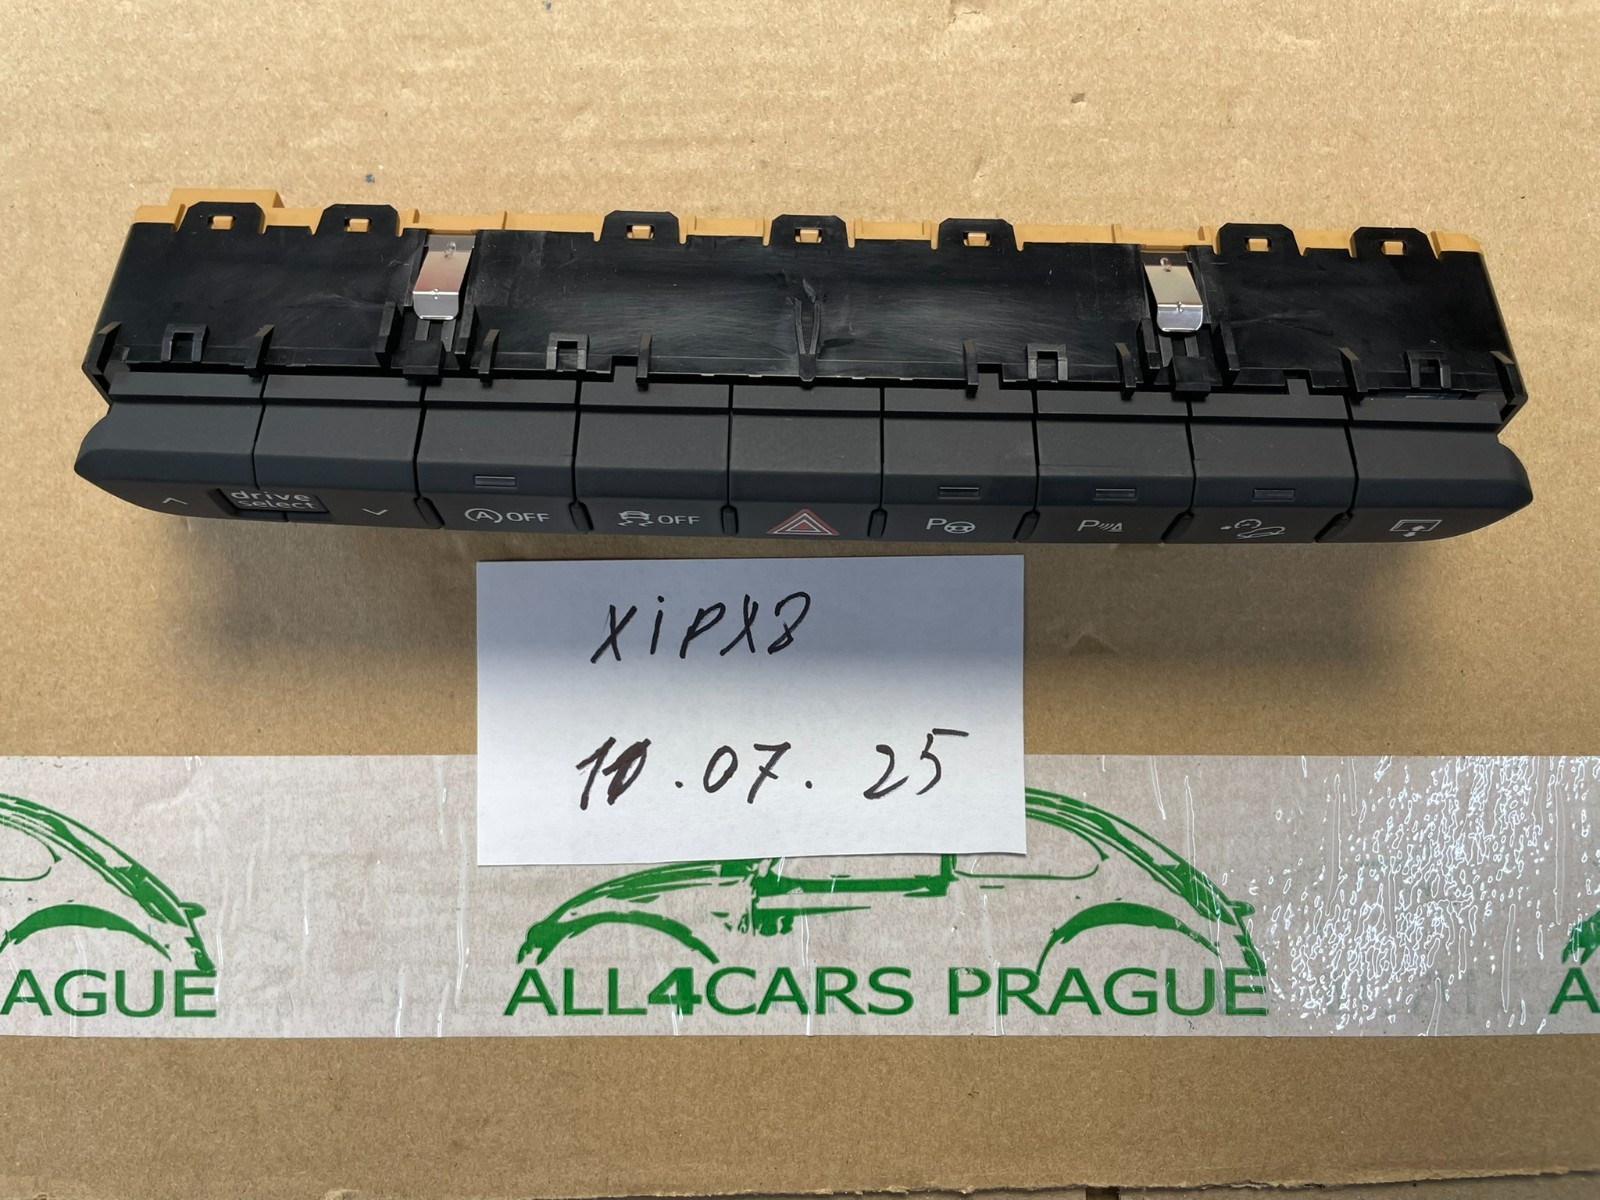 drive
select
OFF
OFF
P
P
xipx8
10.07.25
AGUE
ALL4CARS PRAGUE
A